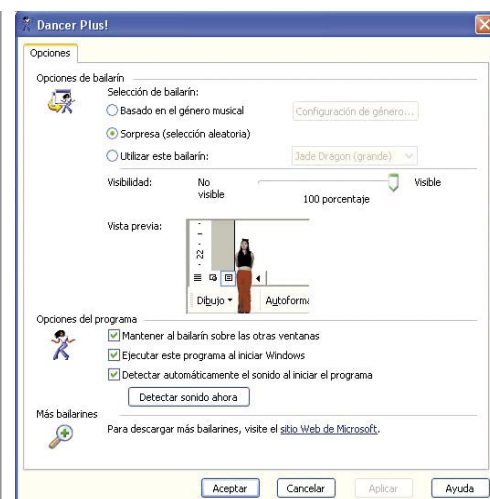 Dancer Plus!
Opciones
Opciones de bailarín
Selección de bailarín:
Basado en el género musical
Configuración de género...
Sorpresa (selección aleatoria)
Utilizar este bailarín:
Jade Dragon (grande)
Visibilidad:
No visible
Visible
100 porcentaje
Vista previa:
22
Dibujo
Autoforma
Opciones del programa
Mantener al bailarín sobre las otras ventanas
Ejecutar este programa al iniciar Windows
Detectar automáticamente el sonido al iniciar el programa
Detectar sonido ahora
Más bailarines
Para descargar más bailarines, visite el sitio Web de Microsoft.
Aceptar
Cancelar
Aplicar
Ayuda